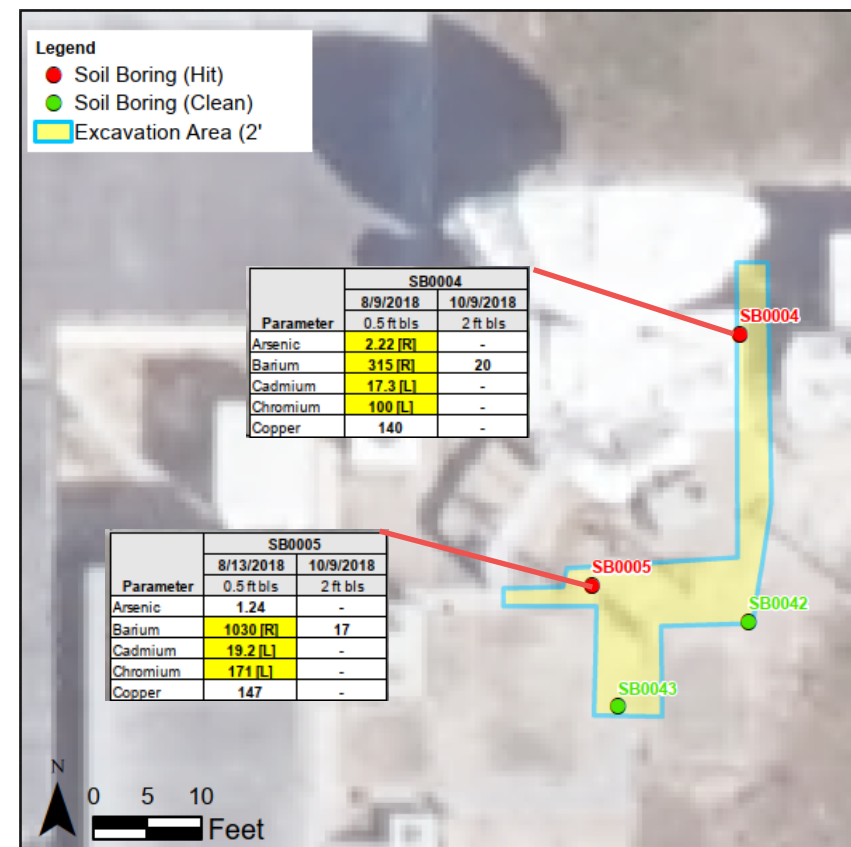 Legend
Soil Boring (Hit)
Soil Boring (Clean)
Excavation Area (2'
SB0004
8/9/2018 10/9/2018
Parameter 0.5 ft bls 2 ft bls
Arsenic 2.22 [R] -
Barium 315 [R] 20
Cadmium 17.3 [L] -
Chromium 100 [L] -
Copper 140 -
SB0004
SB0005
8/13/2018 10/9/2018
Parameter 0.5 ft bls 2 ft bls
Arsenic 1.24 -
Barium 1030 [R] 17
Cadmium 19.2 [L] -
Chromium 171 [L] -
Copper 147 -
SB0005
SB0042
SB0043
N
0 5 10
Feet